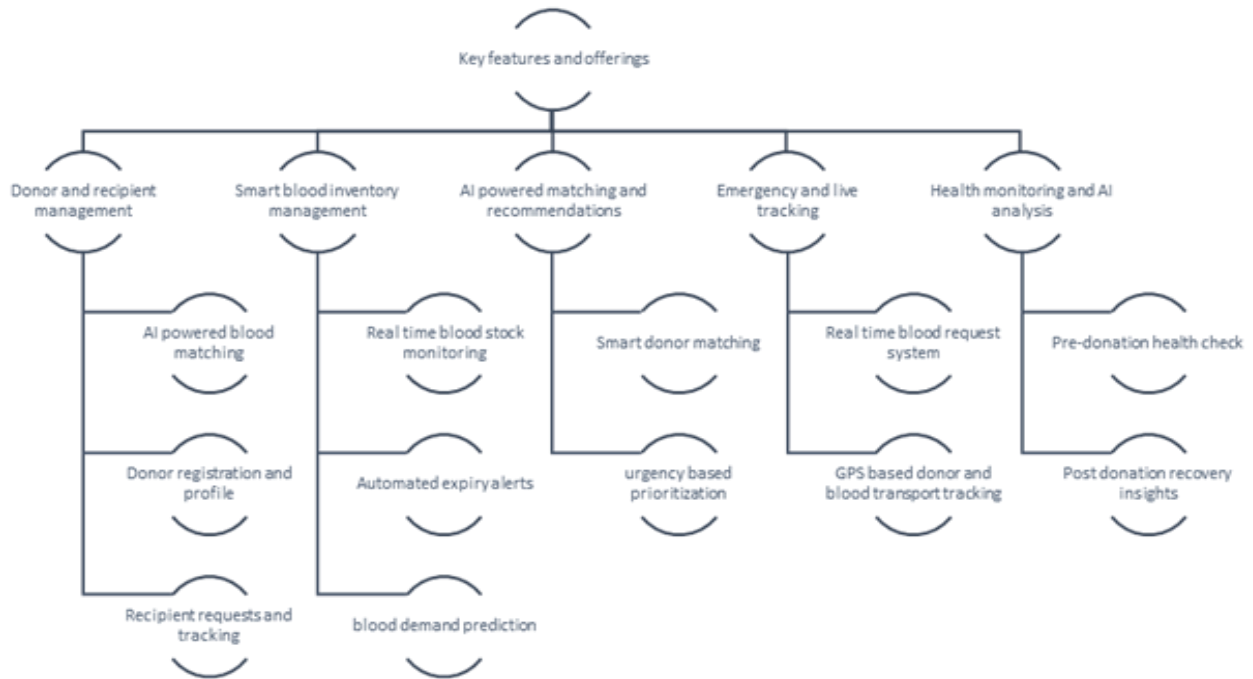 Key features and offerings
Donor and recipient
management
Smart blood inventory
management
AI powered matching and
recommendations
Emergency and live
tracking
Health monitoring and AI
analysis
AI powered blood
matching
Real time blood stock
monitoring
Smart donor matching
Real time blood request
system
Pre-donation health check
Donor registration and
profile
Automated expiry alerts
urgency based
prioritization
GPS based donor and
blood transport tracking
Post donation recovery
insights
Recipient requests and
tracking
blood demand prediction